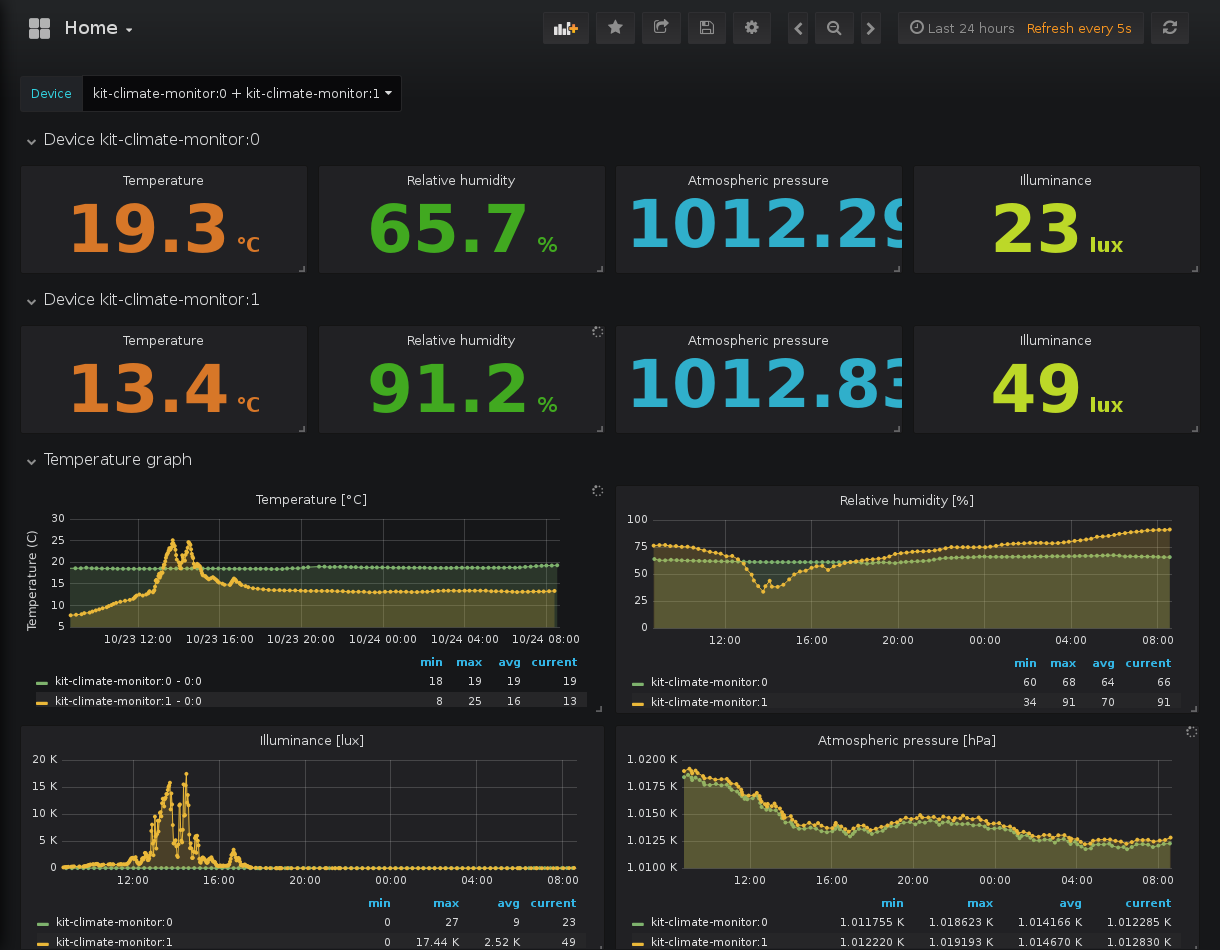 Home
Last 24 hours Refresh every 5s
Device kit-climate-monitor:0 + kit-climate-monitor:1
Device kit-climate-monitor:0
Temperature Relative humidity Atmospheric pressure Illuminance
19.3 °C 65.7 % 1012.29 23 lux
Device kit-climate-monitor:1
Temperature Relative humidity Atmospheric pressure Illuminance
13.4 °C 91.2 % 1012.83 49 lux
Temperature graph
Temperature [°C]
Temperature (C)
30
25
20
15
10
5
10/23 12:00 10/23 16:00 10/23 20:00 10/24 00:00 10/24 04:00 10/24 08:00
min max avg current
kit-climate-monitor:0 - 0:0 18 19 19 19
kit-climate-monitor:1 - 0:0 8 25 16 13
Relative humidity [%]
100
75
50
25
0
12:00 16:00 20:00 00:00 04:00 08:00
min max avg current
kit-climate-monitor:0 60 68 64 66
kit-climate-monitor:1 34 91 70 91
Illuminance [lux]
20 K
15 K
10 K
5 K
0
12:00 16:00 20:00 00:00 04:00 08:00
min max avg current
kit-climate-monitor:0 0 27 9 23
kit-climate-monitor:1 0 17.44 K 2.52 K 49
Atmospheric pressure [hPa]
1.0200 K
1.0175 K
1.0150 K
1.0125 K
1.0100 K
12:00 16:00 20:00 00:00 04:00 08:00
min max avg current
kit-climate-monitor:0 1.011755 K 1.018623 K 1.014166 K 1.012285 K
kit-climate-monitor:1 1.012220 K 1.019193 K 1.014670 K 1.012830 K